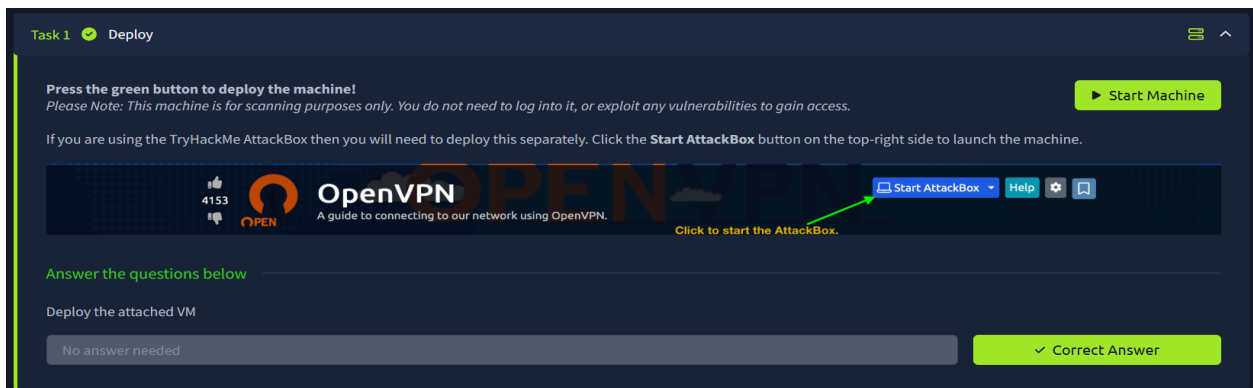 Task 1 Deploy
Press the green button to deploy the machine!
Start Machine
Please Note: This machine is for scanning purposes only. You do not need to log into it, or exploit any vulnerabilities to gain access.
If you are using the TryHackMe AttackBox then you will need to deploy this separately. Click the Start AttackBox button on the top-right side to launch the machine.
OPENVPN
4153
OPEN
OpenVPN
A guide to connecting to our network using OpenVPN.
Start AttackBox
Help
Click to start the AttackBox.
Answer the questions below
Deploy the attached VM
No answer needed
Correct Answer